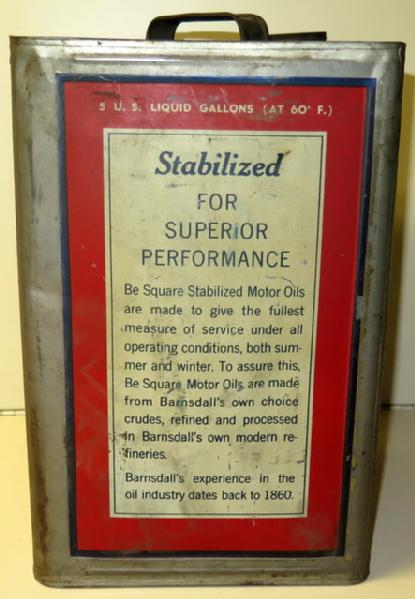 5 U. S. LIQUID GALLONS (AT 60° F.)
Stabilized
FOR
SUPERIOR
PERFORMANCE
Be Square Stabilized Motor Oils
are made to give the fullest
measure of service under all
operating conditions, both sum-
mer and winter. To assure this,
Be Square Motor Oils are made
from Barnsdall's own choice
crudes, refined and processed
in Barnsdall's own modern re-
fineries.
Barnsdall's experience in the
oil industry dates back to 1860.